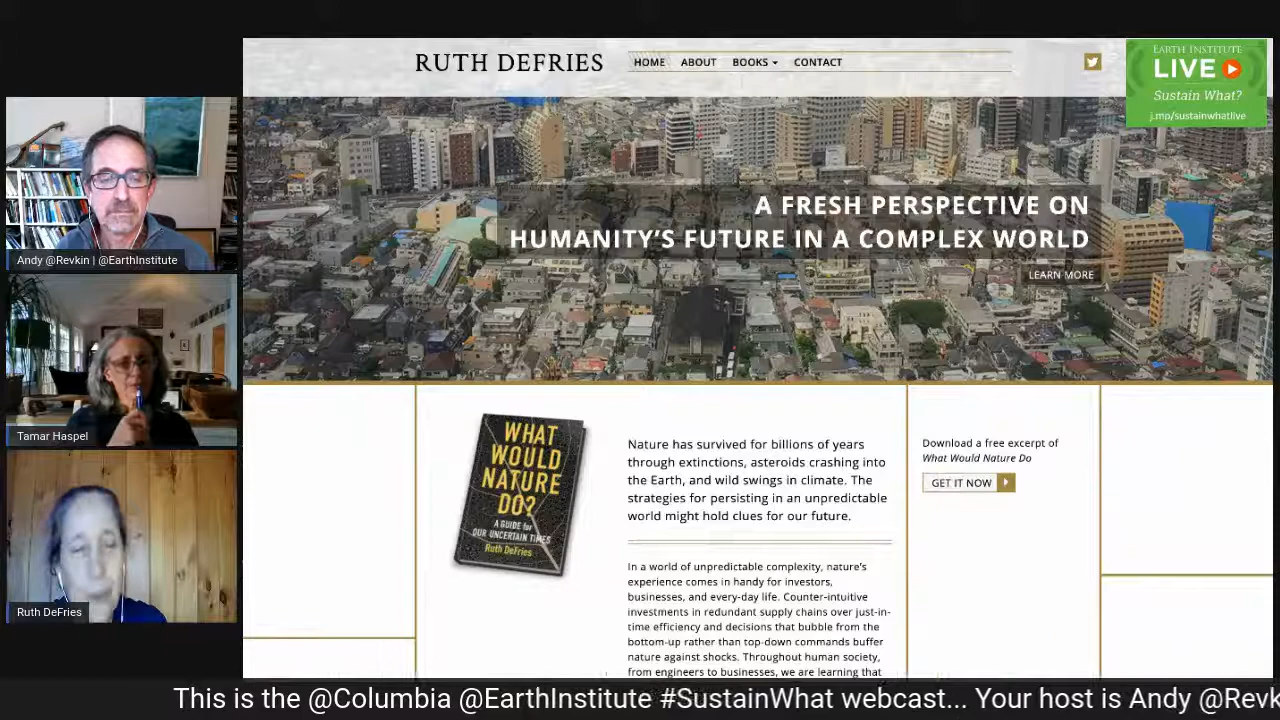 RUTH DEFRIES
HOME ABOUT BOOKS CONTACT
EARTH INSTITUTE
LIVE
Sustain What?
j.mp/sustainwhatlive
A FRESH PERSPECTIVE ON
HUMANITY'S FUTURE IN A COMPLEX WORLD
LEARN MORE
Andy @Revkin | @EarthInstitute
Tamar Haspel
Ruth DeFries
WHAT
WOULD
NATURE
DO?
A GUIDE for
OUR UNCERTAIN TIMES
Ruth DeFries
Nature has survived for billions of years
through extinctions, asteroids crashing into
the Earth, and wild swings in climate. The
strategies for persisting in an unpredictable
world might hold clues for our future.
In a world of unpredictable complexity, nature's
experience comes in handy for investors,
businesses, and every-day life. Counter-intuitive
investments in redundant supply chains over just-in-
time efficiency and decisions that bubble from the
bottom-up rather than top-down commands buffer
nature against shocks. Throughout human society,
from engineers to businesses, we are learning that
Download a free excerpt of
What Would Nature Do
GET IT NOW
This is the @Columbia @EarthInstitute #SustainWhat webcast... Your host is Andy @Revk